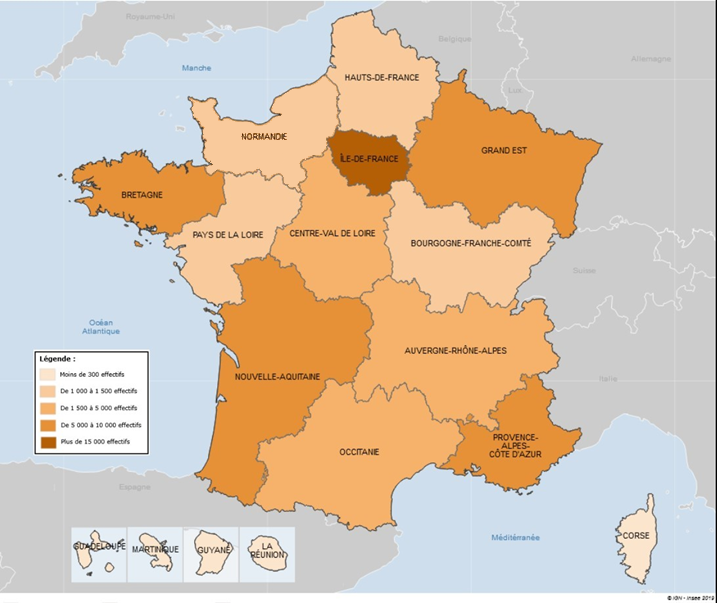 Royaume-Uni
Belgique
Manche
Allemagne
HAUTS-DE-FRANCE
Lux.
NORMANDIE
ÎLE-DE-FRANCE
GRAND EST
BRETAGNE
PAYS DE LA LOIRE
CENTRE-VAL DE LOIRE
BOURGOGNE-FRANCHE-COMTÉ
Suisse
Océan
Atlantique
AUVERGNE-RHÔNE-ALPES
Légende :
Moins de 300 effectifs
De 1 000 à 1 500 effectifs
De 1 500 à 5 000 effectifs
De 5 000 à 10 000 effectifs
Plus de 15 000 effectifs
NOUVELLE-AQUITAINE
Italie
OCCITANIE
PROVENCE-
ALPES-
CÔTE D'AZUR
Espagne
Méditérranée
GUADELOUPE
MARTINIQUE
GUYANE
LA
RÉUNION
CORSE
© IGN - Insee 2019